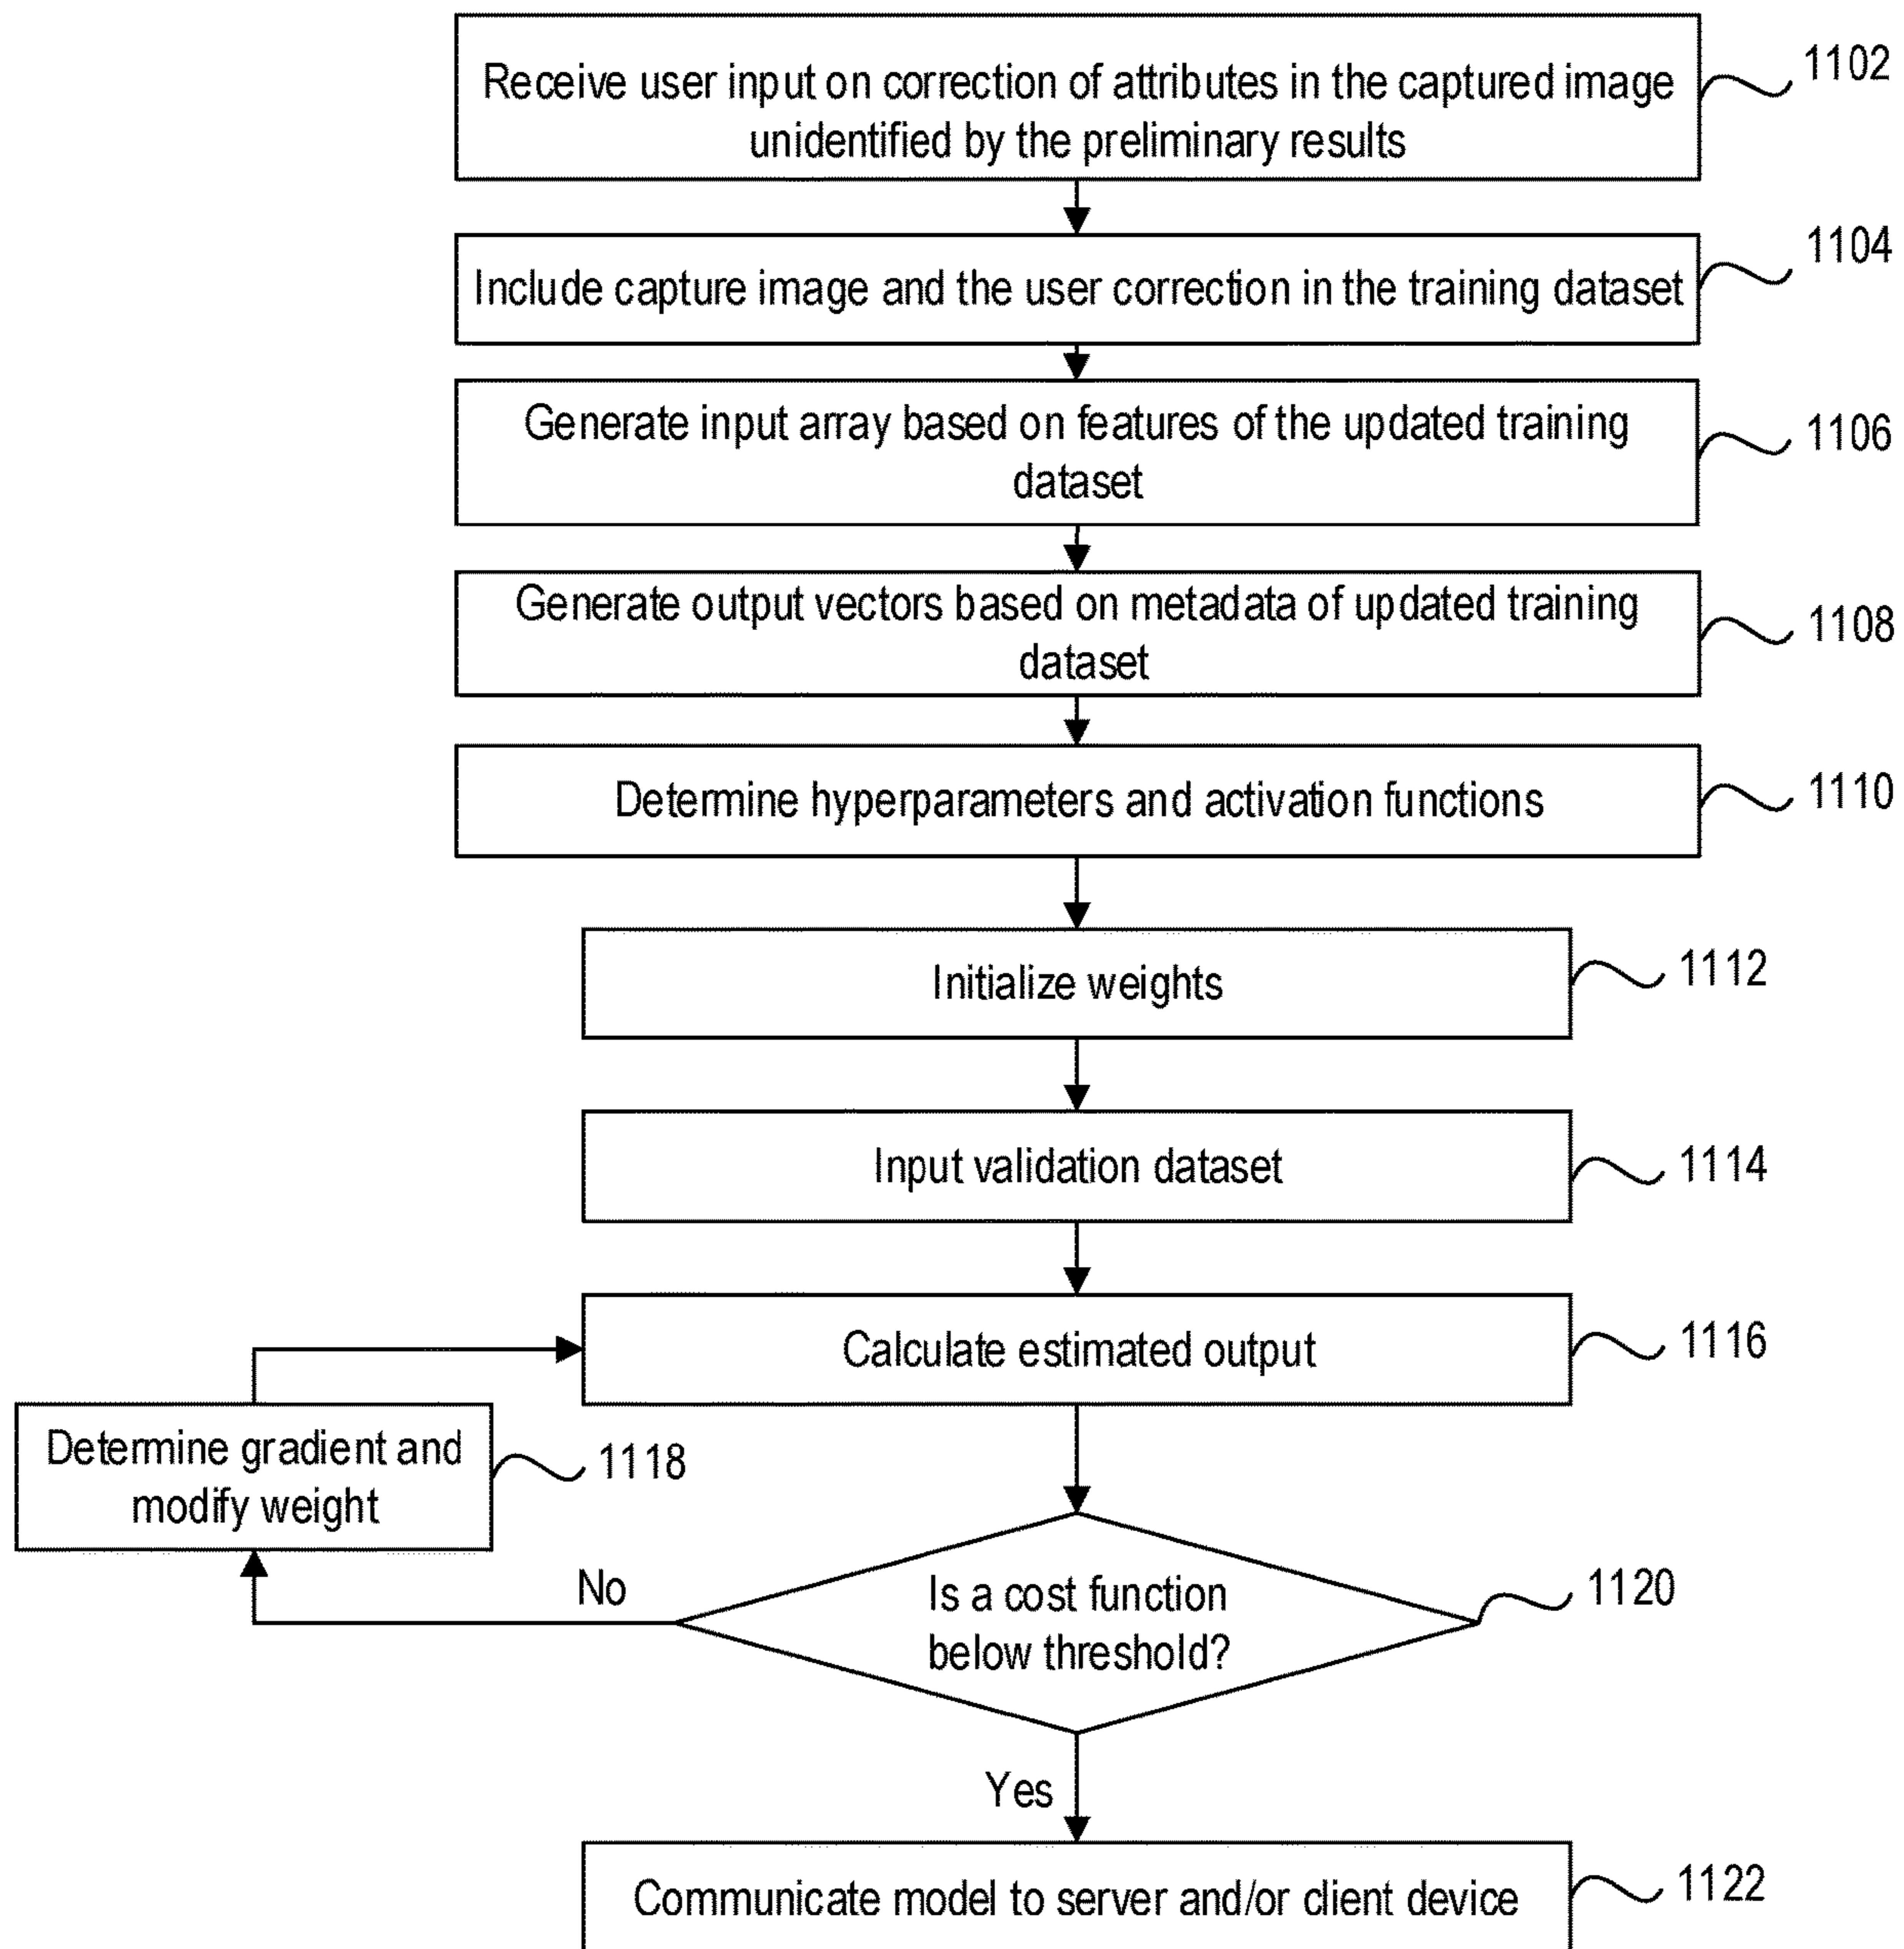 Receive user input on correction of attributes in the captured image
unidentified by the preliminary results
1102
Include capture image and the user correction in the training dataset
1104
Generate input array based on features of the updated training
dataset
1106
Generate output vectors based on metadata of updated training
dataset
1108
Determine hyperparameters and activation functions
1110
Initialize weights
1112
Input validation dataset
1114
Calculate estimated output
1116
Determine gradient and
modify weight
1118
No
Is a cost function
below threshold?
1120
Yes
Communicate model to server and/or client device
1122